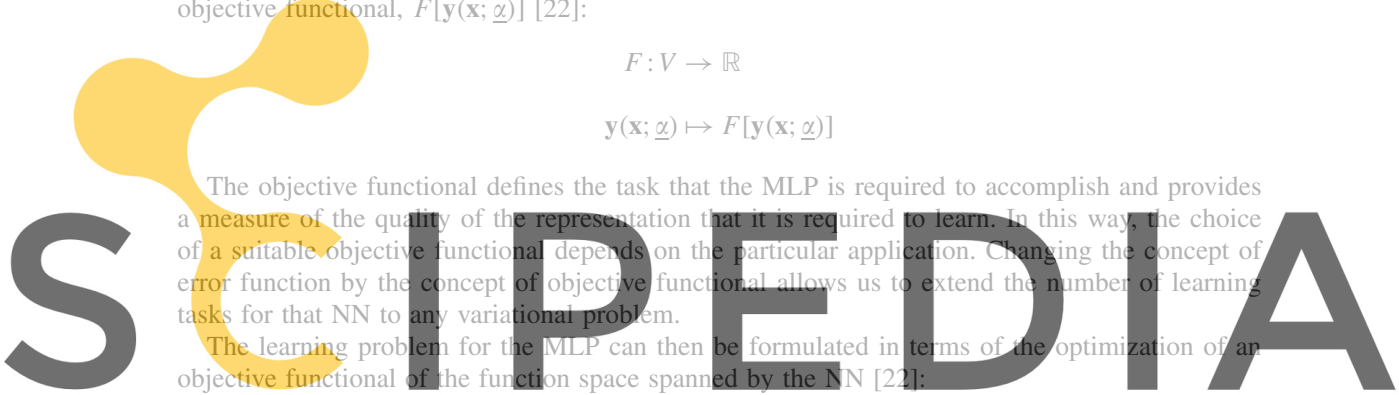 objective functional, F[y(x; α)] [22]:
F : V → ℝ
y(x; α) ↦ F[y(x; α)]
The objective functional defines the task that the MLP is required to accomplish and provides
a measure of the quality of the representation that it is required to learn. In this way, the choice
of a suitable objective functional depends on the particular application. Changing the concept of
error function by the concept of objective functional allows us to extend the number of learning
tasks for that NN to any variational problem.
The learning problem for the MLP can then be formulated in terms of the optimization of an
objective functional of the function space spanned by the NN [22]:
SCIPEDIA